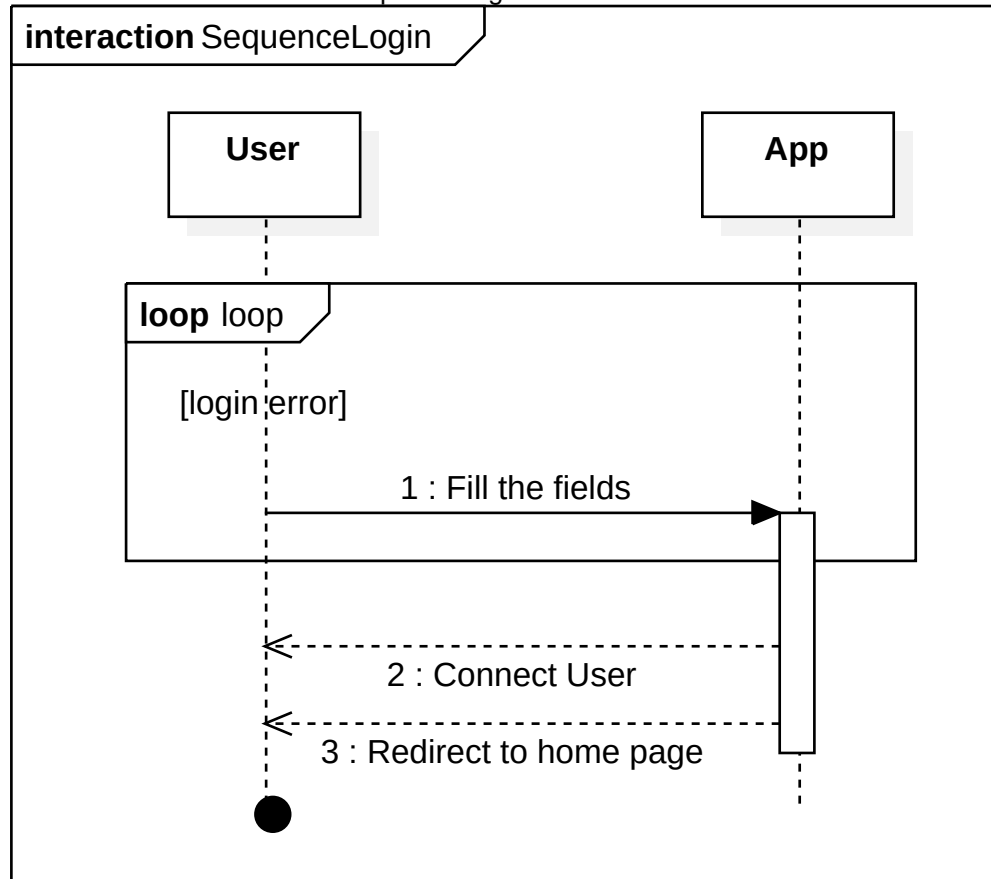 interaction SequenceLogin
User
App
loop loop
[login error]
1 : Fill the fields
2 : Connect User
3 : Redirect to home page